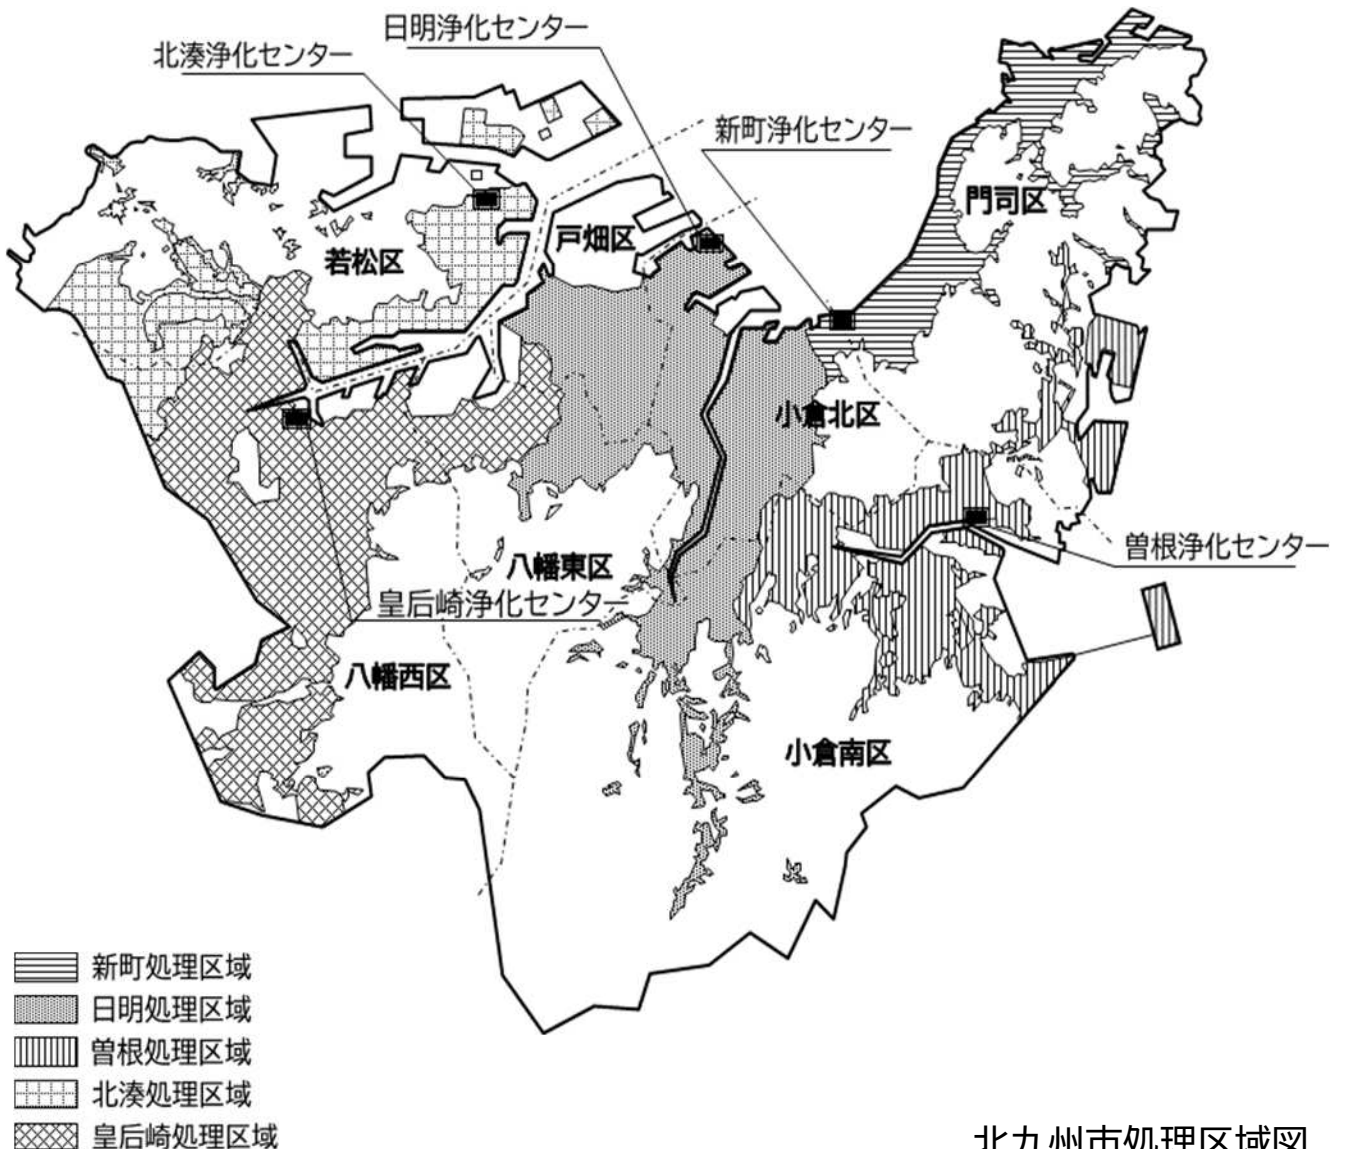 日明浄化センター
北湊浄化センター
新町浄化センター
門司区
戸畑区
若松区
小倉北区
曽根浄化センター
八幡東区
皇后崎浄化センター
八幡西区
小倉南区
新町処理区域
日明処理区域
曽根処理区域
北湊処理区域
皇后崎処理区域
北九州市処理区域図